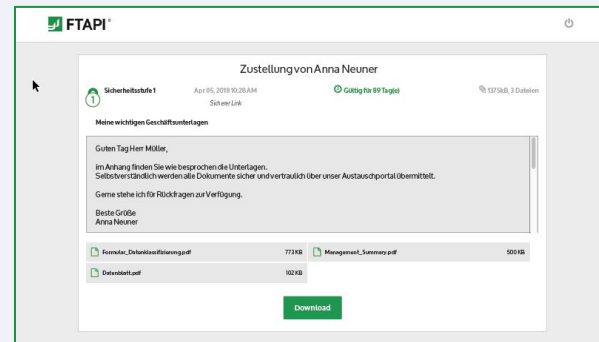 FTAPI®
Zustellung von Anna Neuner
1
Sicherheitsstufe 1
Apr 05, 2018 10:28 AM
Gültig für 89 Tag(e)
1375kB, 3 Dateien
Sicherer Link
Meine wichtigen Geschäftsunterlagen
Guten Tag Herr Müller,
im Anhang finden Sie wie besprochen die Unterlagen.
Selbstverständlich werden alle Dokumente sicher und vertraulich über unser Austauschportal übermittelt.
Gerne stehe ich für Rückfragen zur Verfügung.
Beste Grüße
Anna Neuner
Formular_Datenklassifizierung.pdf 773 KB
Management_Summery.pdf 500 KB
Datenblatt.pdf 102 KB
Download